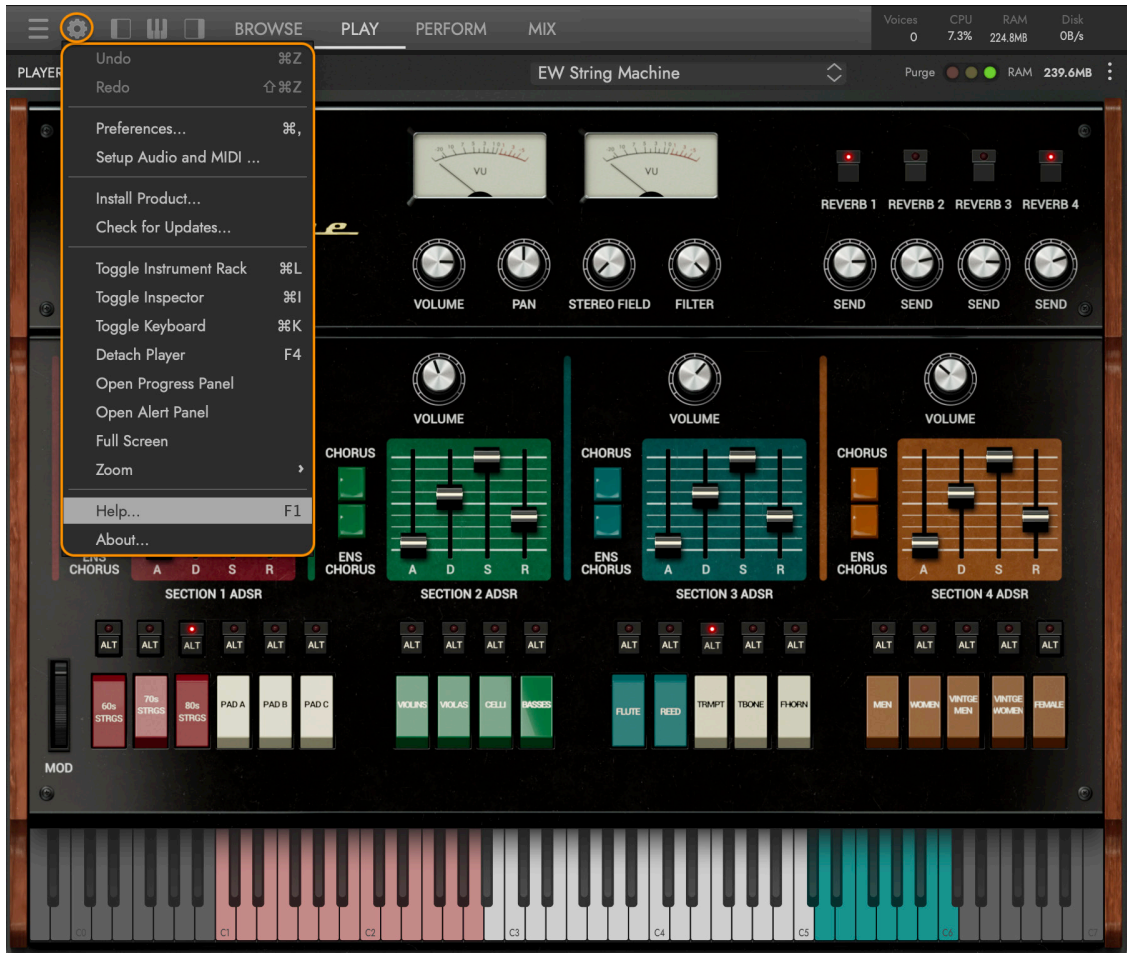 BROWSE PLAY PERFORM MIX
Voices CPU RAM Disk
0 7.3% 224.8MB 0B/s
PLAYER
EW String Machine
Purge RAM 239.6MB
Undo ⌘Z
Redo ⇧⌘Z
Preferences... ⌘,
Setup Audio and MIDI ...
Install Product...
Check for Updates...
Toggle Instrument Rack ⌘L
Toggle Inspector ⌘I
Toggle Keyboard ⌘K
Detach Player F4
Open Progress Panel
Open Alert Panel
Full Screen
Zoom
Help... F1
About...
VU VU
REVERB 1 REVERB 2 REVERB 3 REVERB 4
VOLUME PAN STEREO FIELD FILTER
SEND SEND SEND SEND
VOLUME VOLUME VOLUME
CHORUS CHORUS CHORUS
ENS CHORUS ENS CHORUS ENS CHORUS ENS CHORUS
A D S R A D S R A D S R A D S R
SECTION 1 ADSR SECTION 2 ADSR SECTION 3 ADSR SECTION 4 ADSR
ALT ALT ALT ALT ALT ALT ALT ALT ALT ALT ALT ALT ALT ALT ALT ALT ALT ALT ALT ALT
60s STRGS 70s STRGS 80s STRGS PAD A PAD B PAD C VIOLINS VIOLAS CELLI BASSES FLUTE REED TRMPT TBONE FHORN MEN WOMEN VINTGE MEN VINTGE WOMEN FEMALE
MOD
C0 C1 C2 C3 C4 C5 C6 C7